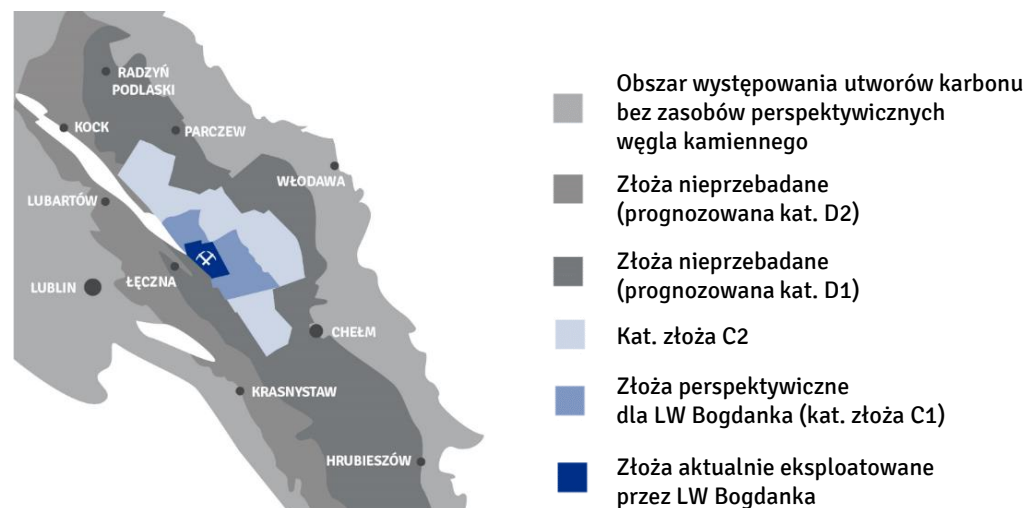 RADZYŃ
PODLASKI
KOCK
PARCZEW
WŁODAWA
LUBARTÓW
ŁĘCZNA
LUBLIN
CHEŁM
KRASNYSTAW
HRUBIESZÓW
Obszar występowania utworów karbonu
bez zasobów perspektywicznych
węgla kamiennego
Złoża nieprzebadane
(prognozowana kat. D2)
Złoża nieprzebadane
(prognozowana kat. D1)
Kat. złoża C2
Złoża perspektywiczne
dla LW Bogdanka (kat. złoża C1)
Złoża aktualnie eksploatowane
przez LW Bogdanka